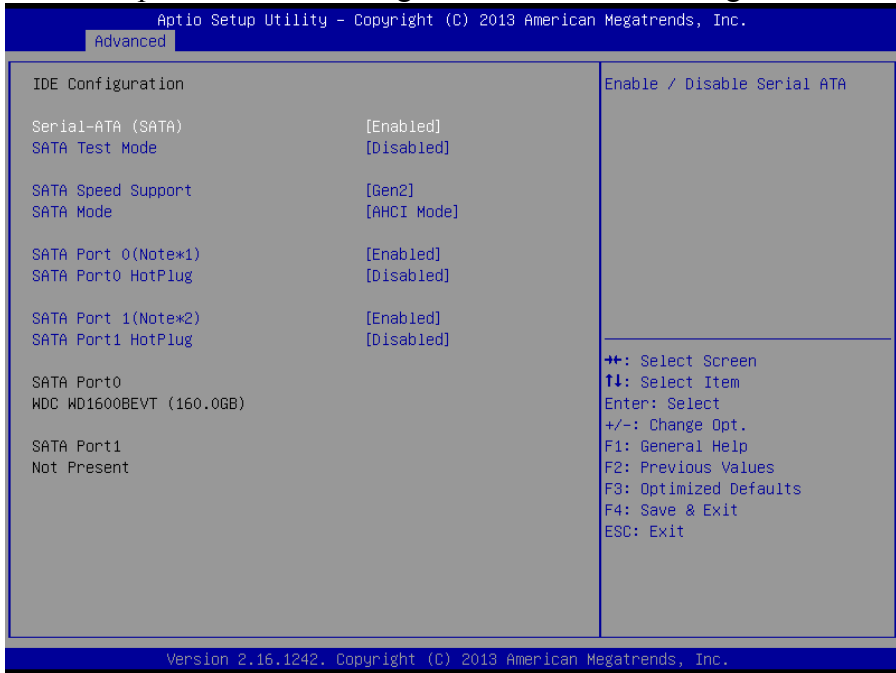 Aptio Setup Utility – Copyright (C) 2013 American Megatrends, Inc.
Advanced
IDE Configuration
Serial-ATA (SATA) [Enabled]
SATA Test Mode [Disabled]
SATA Speed Support [Gen2]
SATA Mode [AHCI Mode]
SATA Port 0(Note*1) [Enabled]
SATA Port0 HotPlug [Disabled]
SATA Port 1(Note*2) [Enabled]
SATA Port1 HotPlug [Disabled]
SATA Port0
WDC WD1600BEVT (160.0GB)
SATA Port1
Not Present
Enable / Disable Serial ATA
→←: Select Screen
↑↓: Select Item
Enter: Select
+/-: Change Opt.
F1: General Help
F2: Previous Values
F3: Optimized Defaults
F4: Save & Exit
ESC: Exit
Version 2.16.1242. Copyright (C) 2013 American Megatrends, Inc.